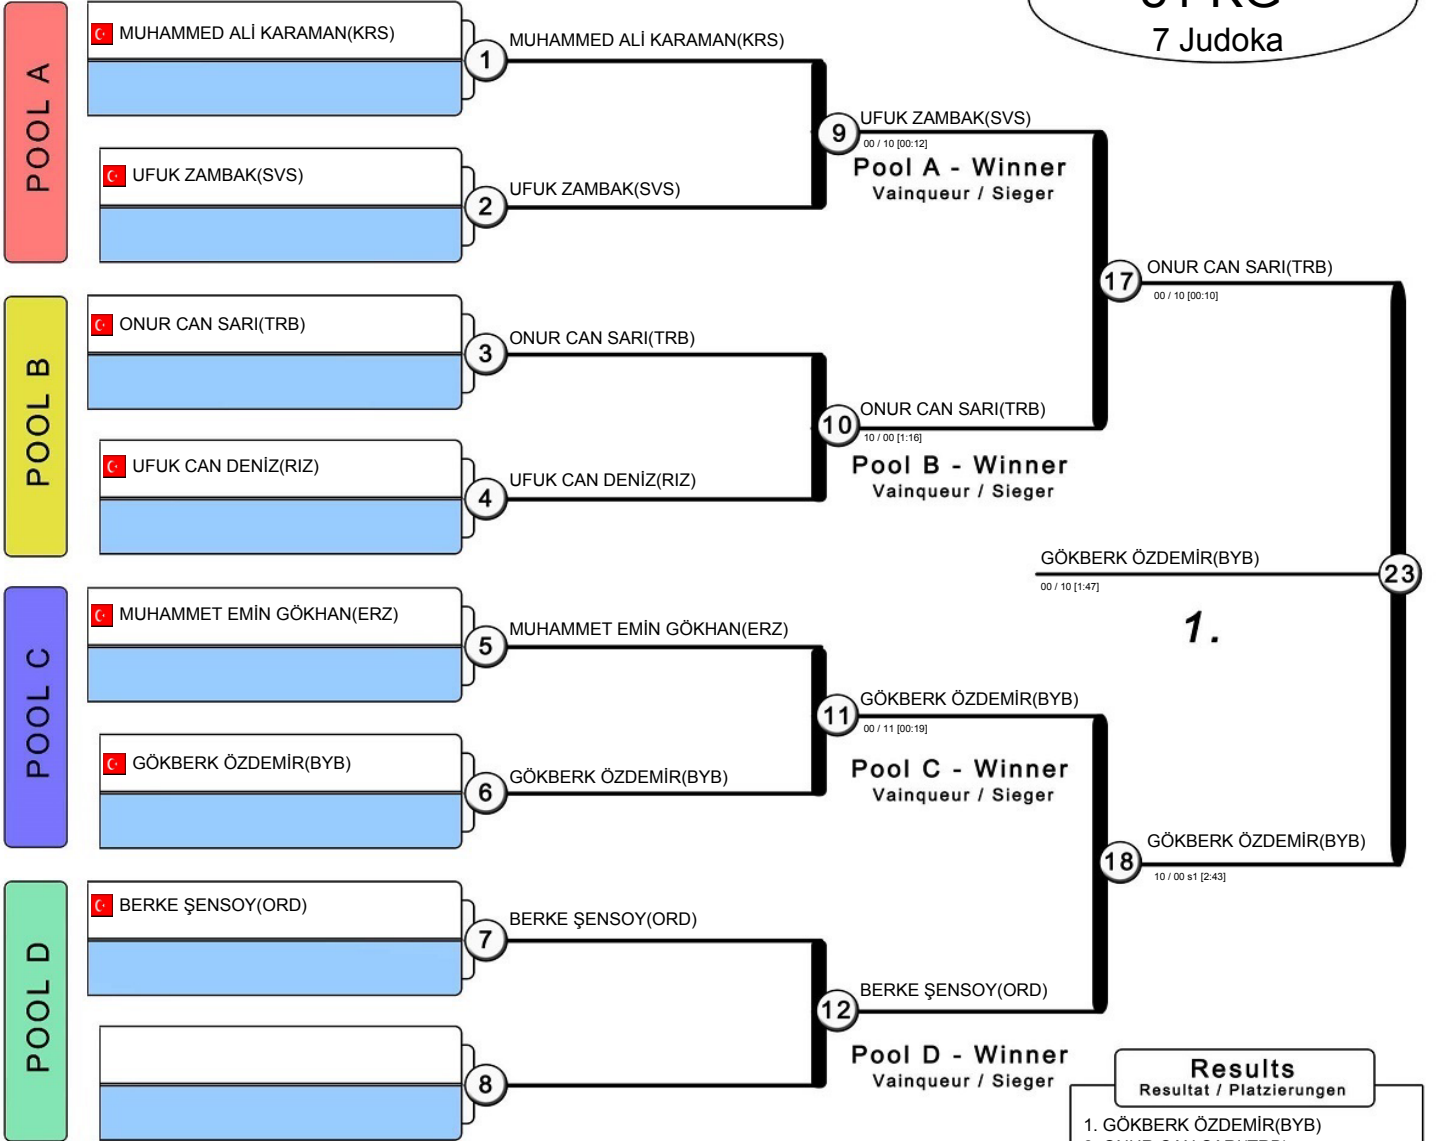 7 Judoka
POOL A
MUHAMMED ALİ KARAMAN(KRS)
1
MUHAMMED ALİ KARAMAN(KRS)
UFUK ZAMBAK(SVS)
2
UFUK ZAMBAK(SVS)
9
UFUK ZAMBAK(SVS)
00 / 10 [00:12]
Pool A - Winner
Vainqueur / Sieger
POOL B
ONUR CAN SARI(TRB)
3
ONUR CAN SARI(TRB)
UFUK CAN DENİZ(RIZ)
4
UFUK CAN DENİZ(RIZ)
10
ONUR CAN SARI(TRB)
10 / 00 [1:16]
Pool B - Winner
Vainqueur / Sieger
17
ONUR CAN SARI(TRB)
00 / 10 [00:10]
GÖKBERK ÖZDEMİR(BYB)
00 / 10 [1:47]
23
1.
POOL C
MUHAMMET EMİN GÖKHAN(ERZ)
5
MUHAMMET EMİN GÖKHAN(ERZ)
GÖKBERK ÖZDEMİR(BYB)
6
GÖKBERK ÖZDEMİR(BYB)
11
GÖKBERK ÖZDEMİR(BYB)
00 / 11 [00:19]
Pool C - Winner
Vainqueur / Sieger
18
GÖKBERK ÖZDEMİR(BYB)
10 / 00 s1 [2:43]
POOL D
BERKE ŞENSOY(ORD)
7
BERKE ŞENSOY(ORD)
8
12
BERKE ŞENSOY(ORD)
Pool D - Winner
Vainqueur / Sieger
Results
Resultat / Platzierungen
1. GÖKBERK ÖZDEMİR(BYB)